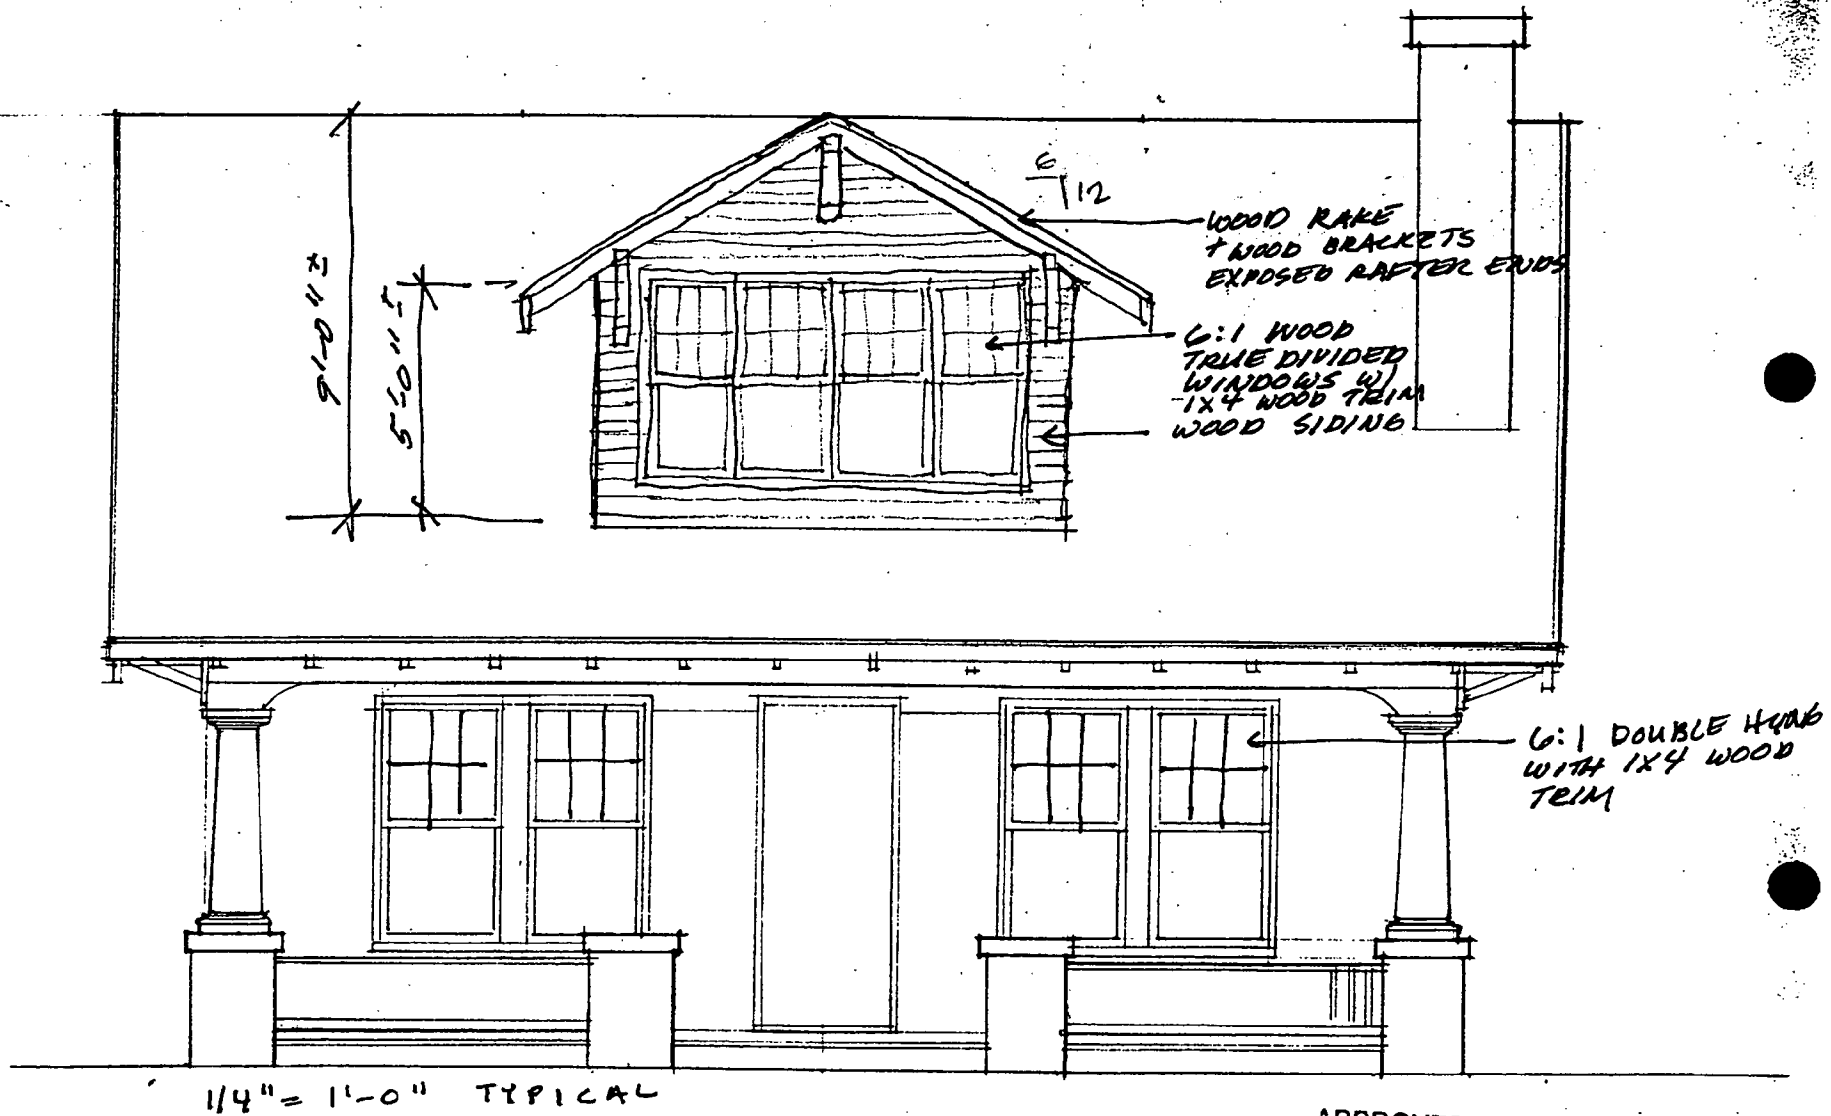 6
12
WOOD RAKE
+ WOOD BRACKETS
EXPOSED RAFTER ENDS
9'-0"±
5'-0"±
6:1 WOOD
TRUE DIVIDED
WINDOWS W/
1X4 WOOD TRIM
WOOD SIDING
6:1 DOUBLE HUNG
WITH 1X4 WOOD
TRIM
1/4" = 1'-0" TYPICAL